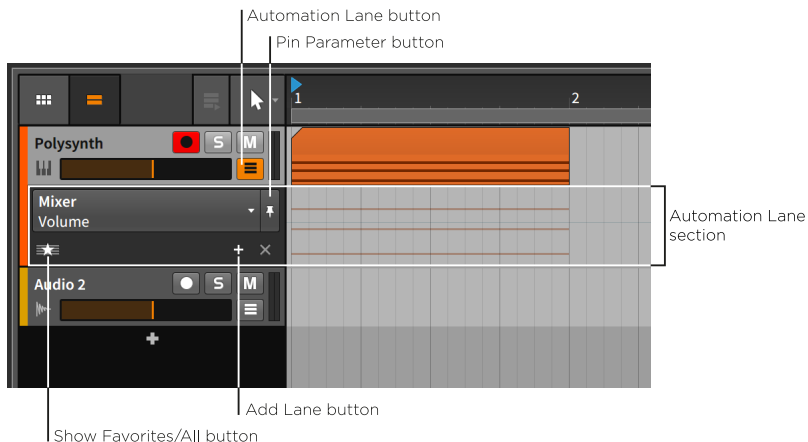 Automation Lane button
Pin Parameter button
1
2
Polysynth
S
M
Mixer
Volume
Automation Lane
section
Audio 2
S
M
Add Lane button
Show Favorites/All button